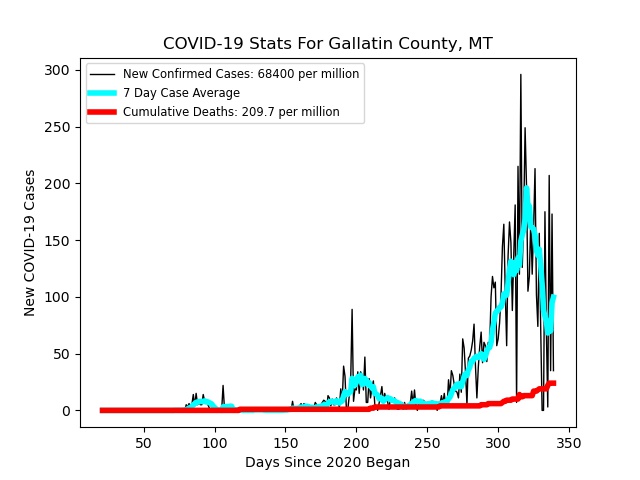 COVID-19 Stats For Gallatin County, MT
New Confirmed Cases: 68400 per million
7 Day Case Average
Cumulative Deaths: 209.7 per million
300
250
200
150
100
50
0
New COVID-19 Cases
50 100 150 200 250 300 350
Days Since 2020 Began